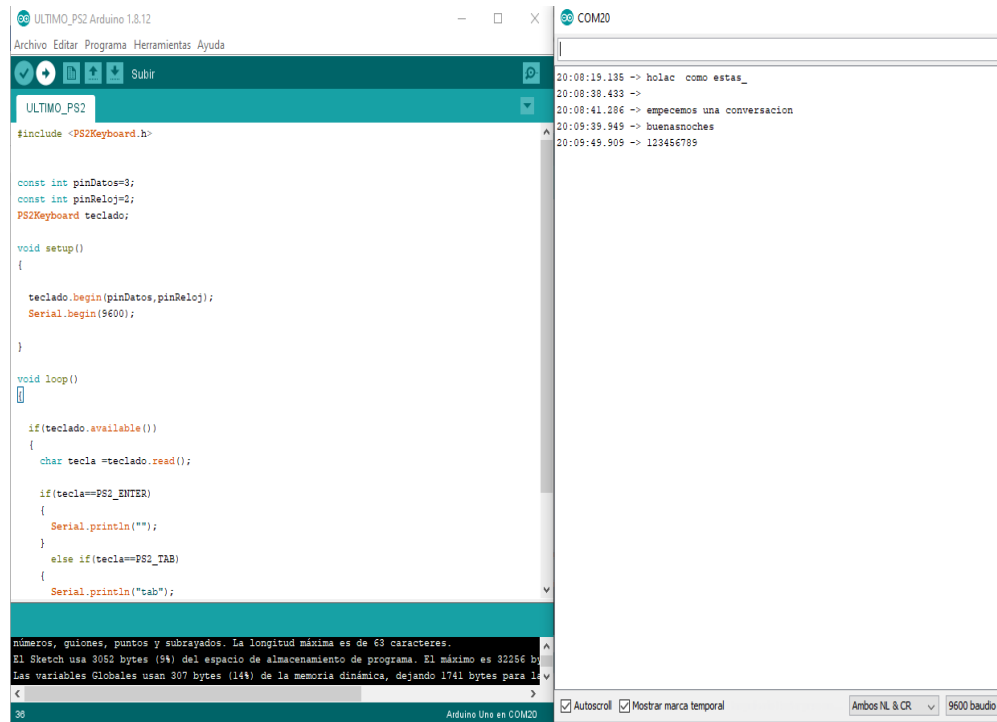 ULTIMO_PS2 Arduino 1.8.12
Archivo Editar Programa Herramientas Ayuda
Subir
ULTIMO_PS2
#include <PS2Keyboard.h>
const int pinDatos=3;
const int pinReloj=2;
PS2Keyboard teclado;
void setup()
{
teclado.begin(pinDatos,pinReloj);
Serial.begin(9600);
}
void loop()
{
if(teclado.available())
{
char tecla =teclado.read();
if(tecla==PS2_ENTER)
{
Serial.println("");
}
else if(tecla==PS2_TAB)
{
Serial.println("tab");
números, guiones, puntos y subrayados. La longitud máxima es de 63 caracteres.
El Sketch usa 3052 bytes (9%) del espacio de almacenamiento de programa. El máximo es 32256 by
Las variables Globales usan 307 bytes (14%) de la memoria dinámica, dejando 1741 bytes para la
36
Arduino Uno en COM20
COM20
20:08:19.135 -> holac  como estas_
20:08:38.433 ->
20:08:41.286 -> empecemos una conversacion
20:09:39.949 -> buenasnoches
20:09:49.909 -> 123456789
Autoscroll Mostrar marca temporal
Ambos NL & CR
9600 baudio